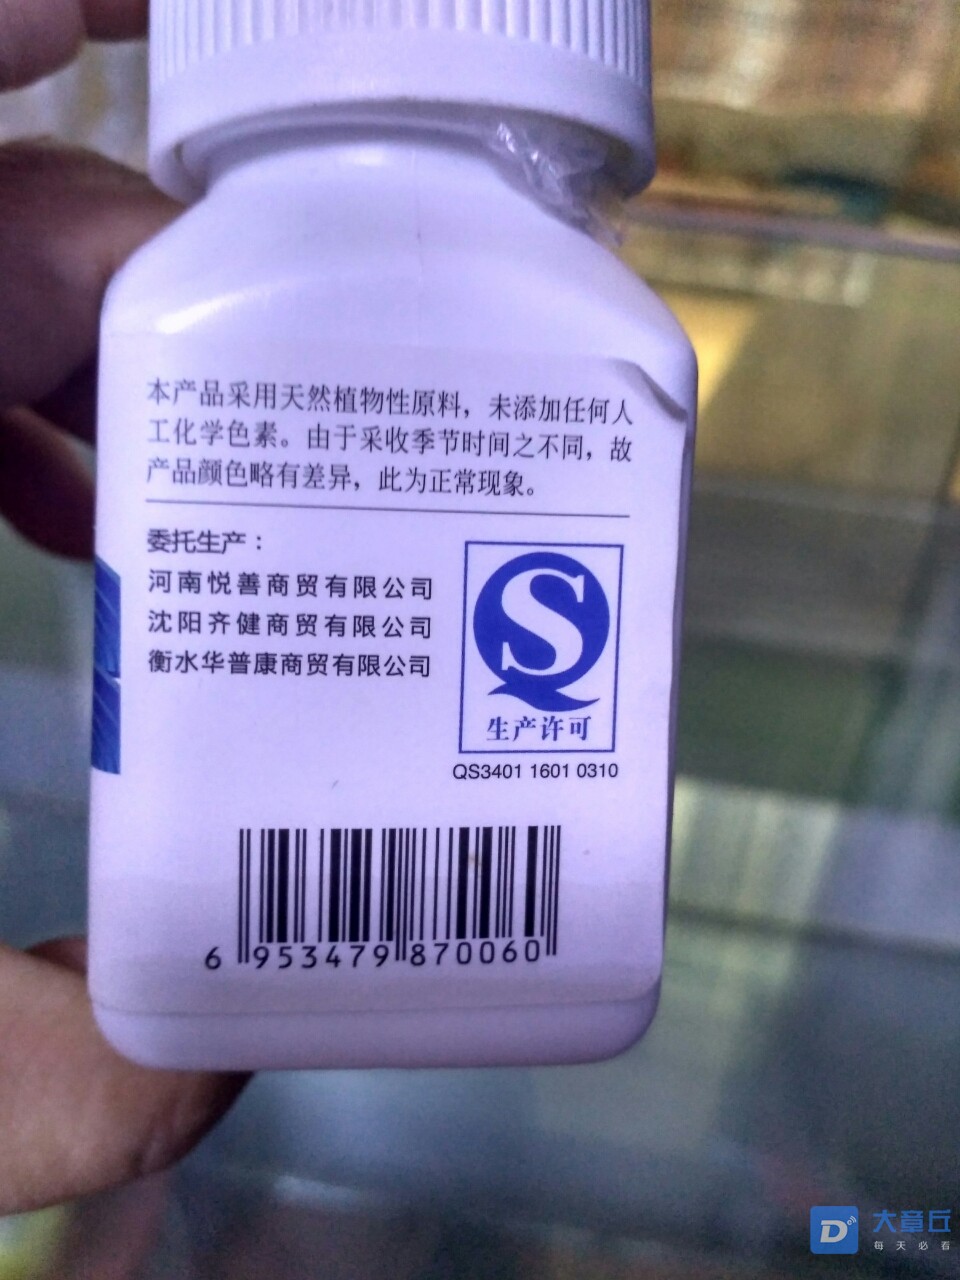 本产品采用天然植物性原料，未添加任何人
工化学色素。由于采收季节时间之不同，故
产品颜色略有差异，此为正常现象。
委托生产：
河南悦善商贸有限公司
沈阳齐健商贸有限公司
衡水华普康商贸有限公司
S
生产许可
QS3401 1601 0310
6 953479 870060
D
大章丘
每天必看